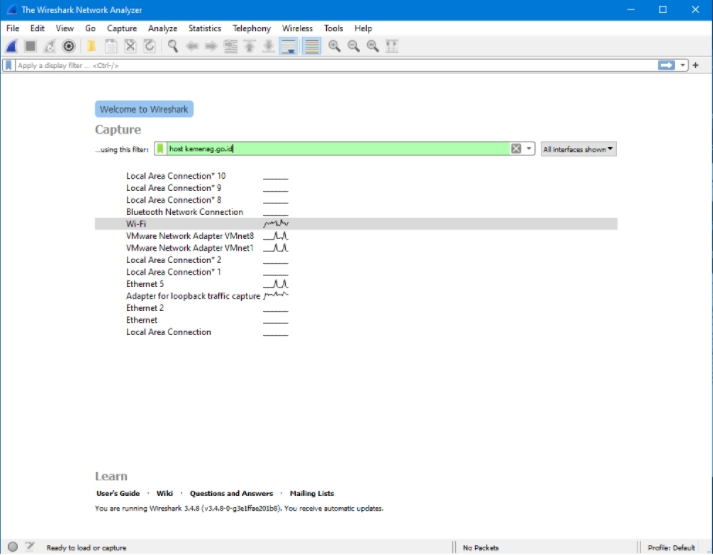 The Wireshark Network Analyzer
File Edit View Go Capture Analyze Statistics Telephony Wireless Tools Help
Apply a display filter ... <Ctrl-/>
+
Welcome to Wireshark
Capture
...using this filter: host kemenag.go.id All interfaces shown
Local Area Connection* 10
Local Area Connection* 9
Local Area Connection* 8
Bluetooth Network Connection
Wi-Fi
VMware Network Adapter VMnet8
VMware Network Adapter VMnet1
Local Area Connection* 2
Local Area Connection* 1
Ethernet 5
Adapter for loopback traffic capture
Ethernet 2
Ethernet
Local Area Connection
Learn
User's Guide · Wiki · Questions and Answers · Mailing Lists
You are running Wireshark 3.4.8 (v3.4.8-0-g3e1ffae201b8). You receive automatic updates.
Ready to load or capture No Packets Profile: Default